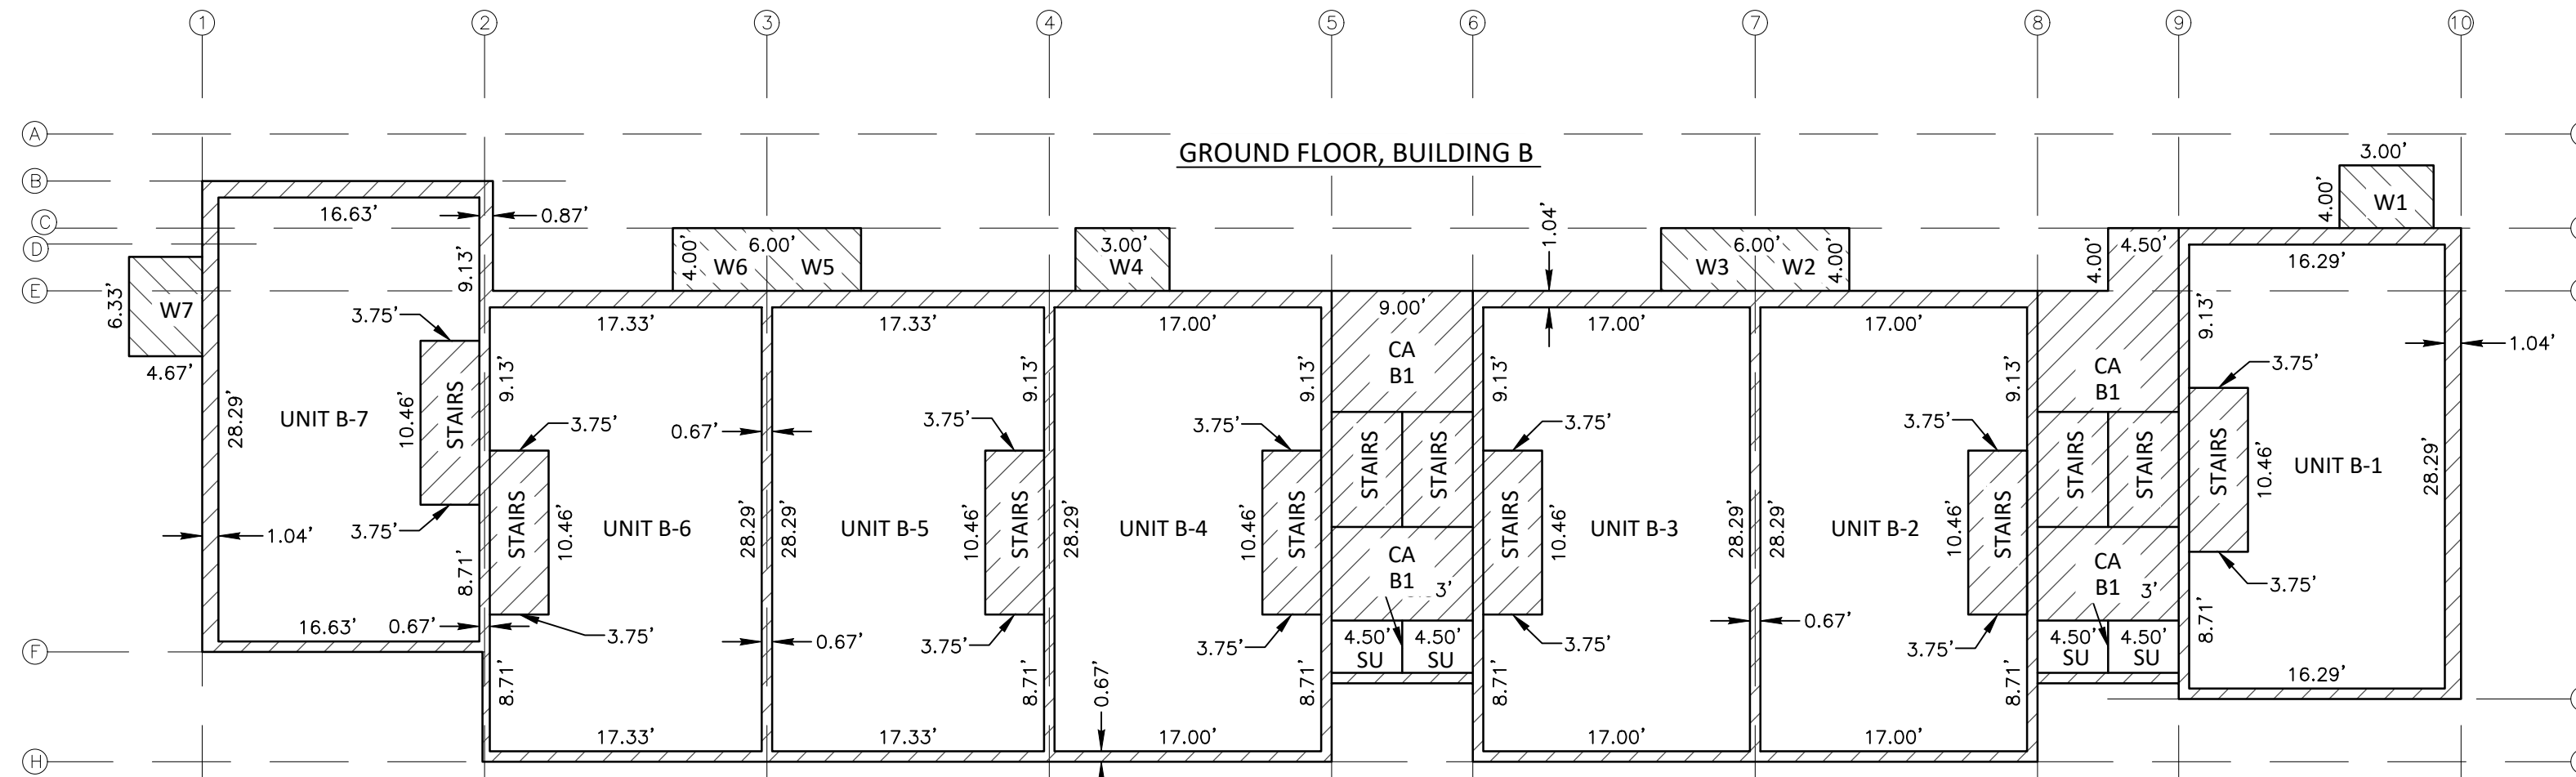 1 2 3 4 5 6 7 8 9 10
A
GROUND FLOOR, BUILDING B
B
C
D
E
F
H
16.63’
0.87’
9.13’
W7
6.33’
4.67’
3.75’
28.29’
UNIT B-7
10.46’
STAIRS
3.75’
1.04’
8.71’
16.63’
0.67’
4.00’
6.00’
W6
W5
17.33’
9.13’
3.75’
0.67’
STAIRS
10.46’
UNIT B-6
28.29’
3.75’
8.71’
17.33’
17.33’
9.13’
3.75’
28.29’
UNIT B-5
10.46’
STAIRS
3.75’
0.67’
8.71’
17.33’
3.00’
W4
17.00’
9.13’
3.75’
28.29’
UNIT B-4
10.46’
STAIRS
3.75’
0.67’
8.71’
17.00’
9.00’
CA
B1
STAIRS
STAIRS
CA
B1
3’
4.50’
SU
4.50’
SU
1.04’
6.00’
W3
W2
4.00’
17.00’
9.13’
3.75’
STAIRS
10.46’
UNIT B-3
28.29’
3.75’
8.71’
17.00’
17.00’
9.13’
3.75’
28.29’
UNIT B-2
10.46’
STAIRS
0.67’
3.75’
8.71’
17.00’
4.00’
4.50’
CA
B1
STAIRS
STAIRS
CA
B1
3’
4.50’
SU
4.50’
SU
3.00’
4.00’
W1
16.29’
9.13’
1.04’
3.75’
STAIRS
10.46’
UNIT B-1
28.29’
3.75’
8.71’
16.29’